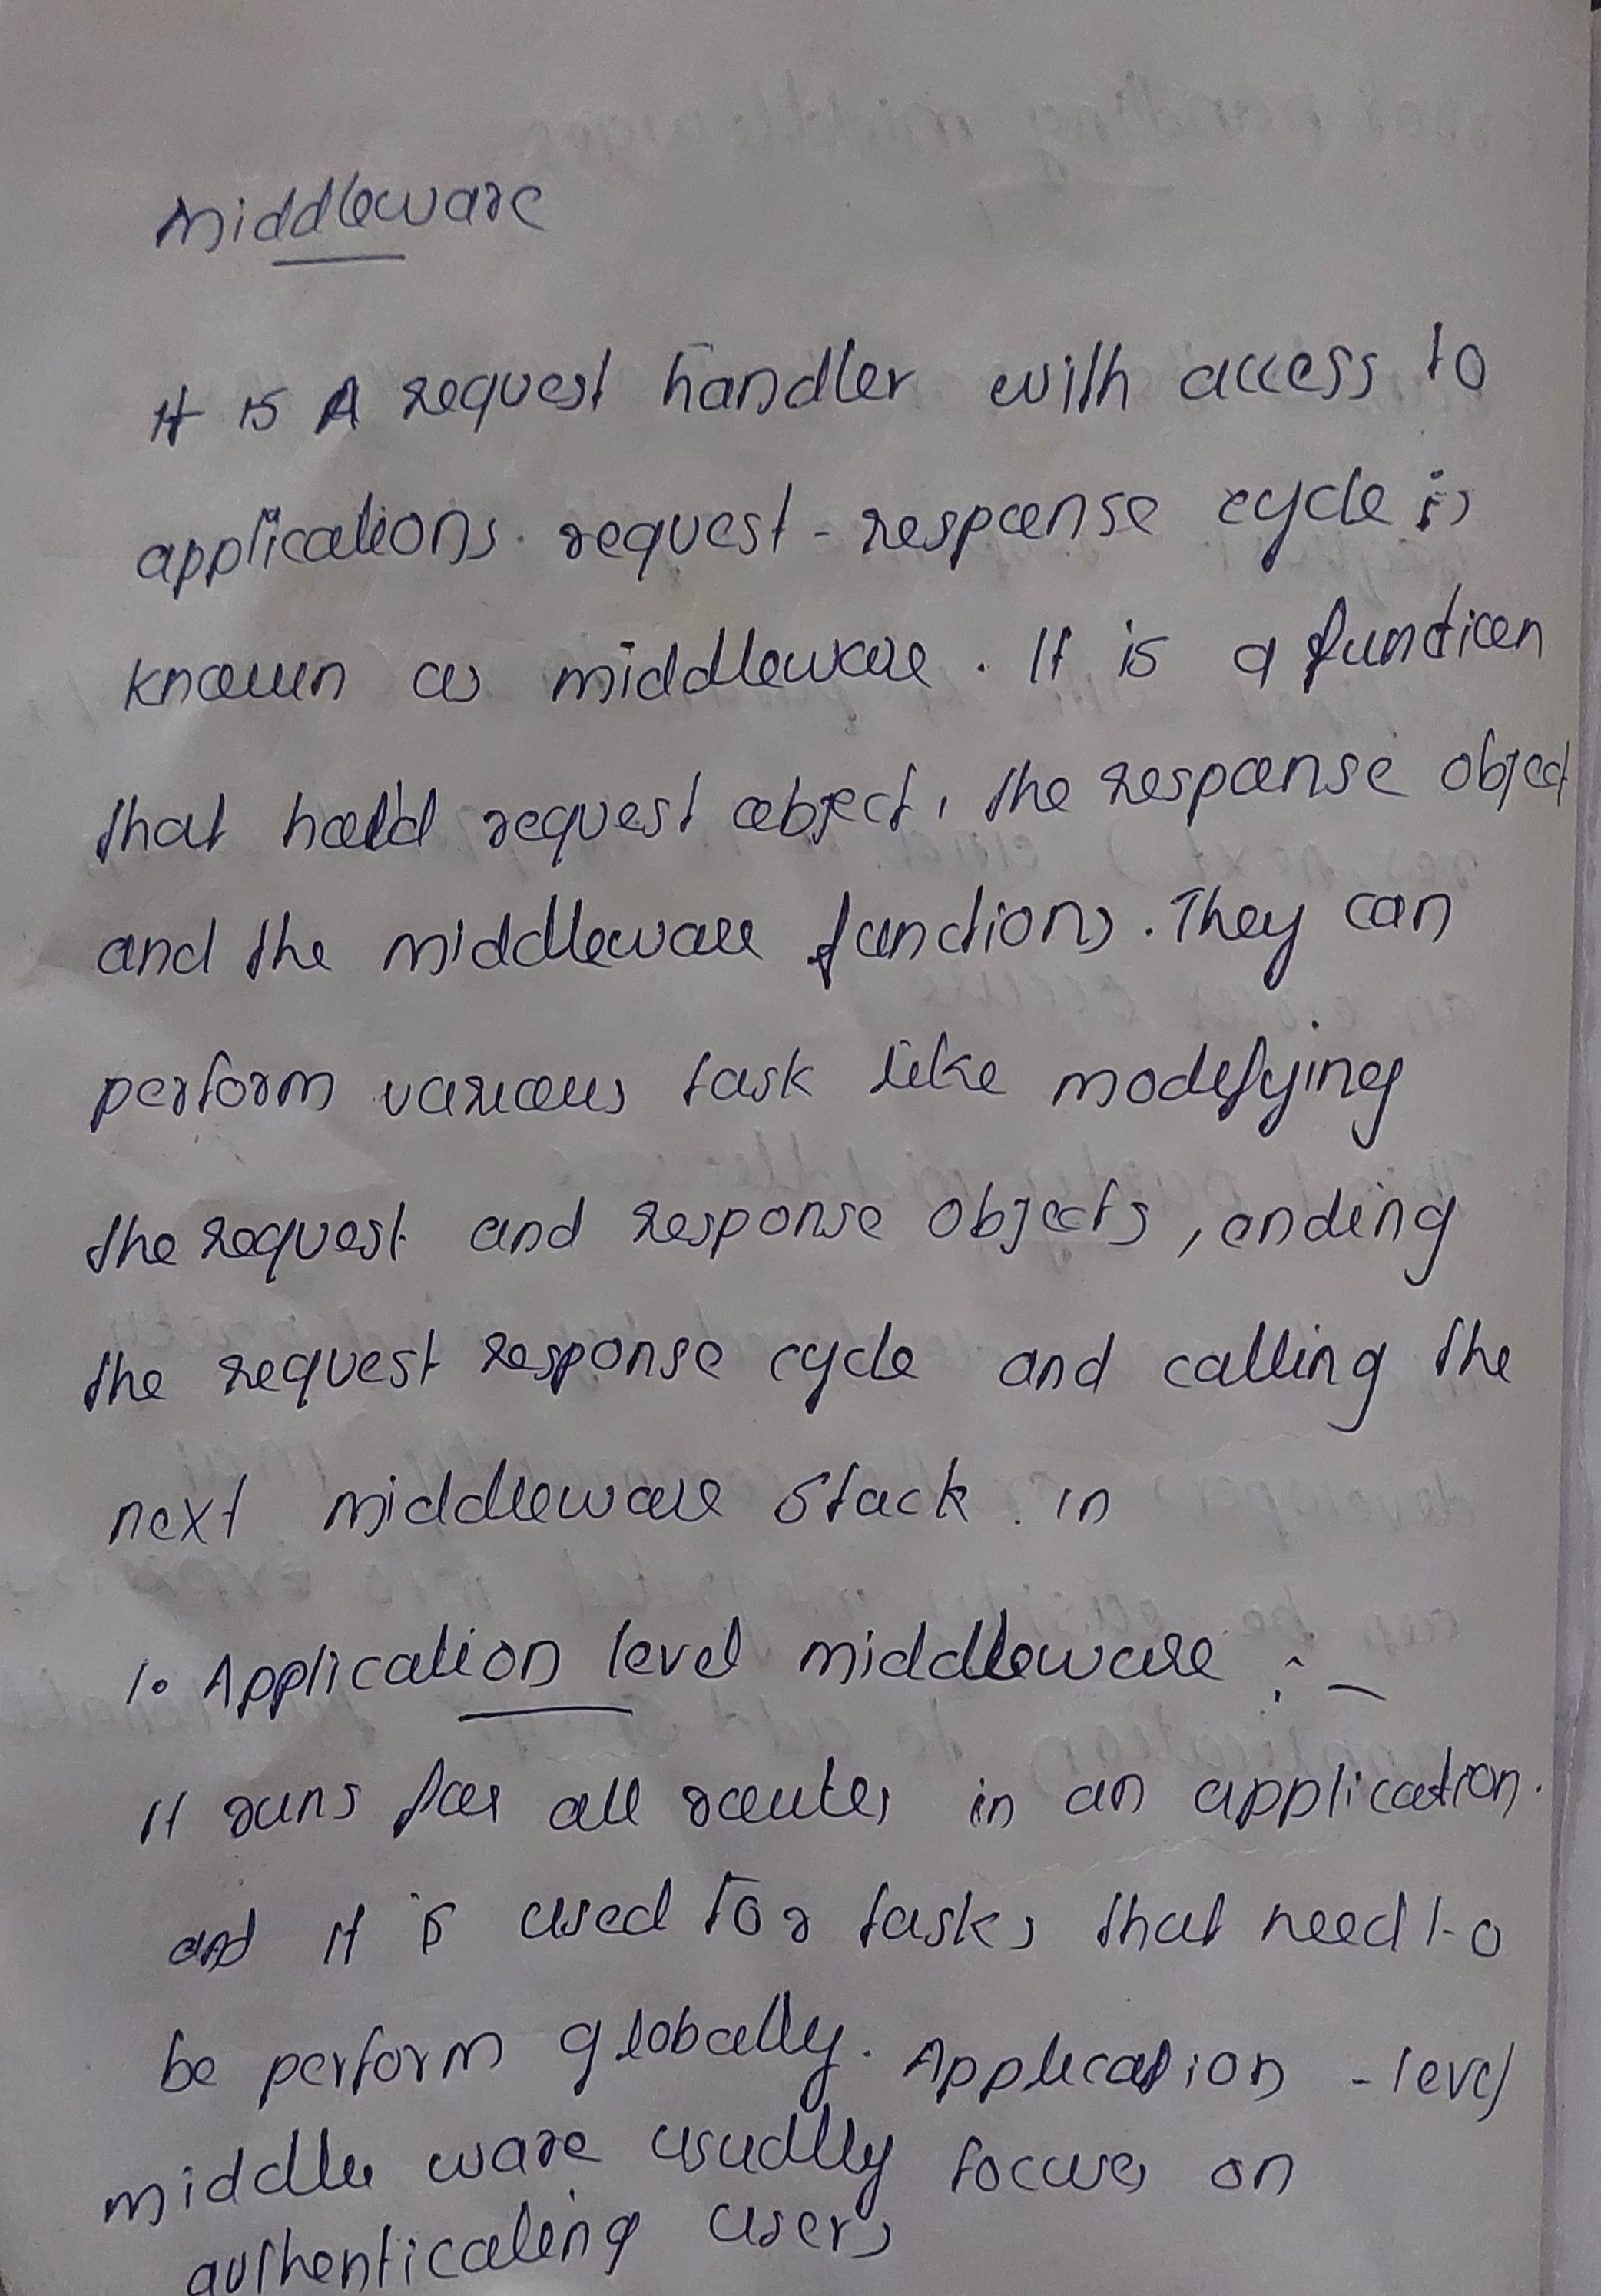 Middleware
It is A request handler with access to
applications. request - response cycle is
known as middleware. It is a function
that hold request object, the response object
and the middleware functions. They can
perform various task like modifying
the request and response objects, ending
the request response cycle and calling the
next middleware stack. in
1. Application level middleware :-
It runs for all routes in an application.
and it is used for tasks that need to
be perform globally. Application - level
middle ware usually focuses on
authenticating users